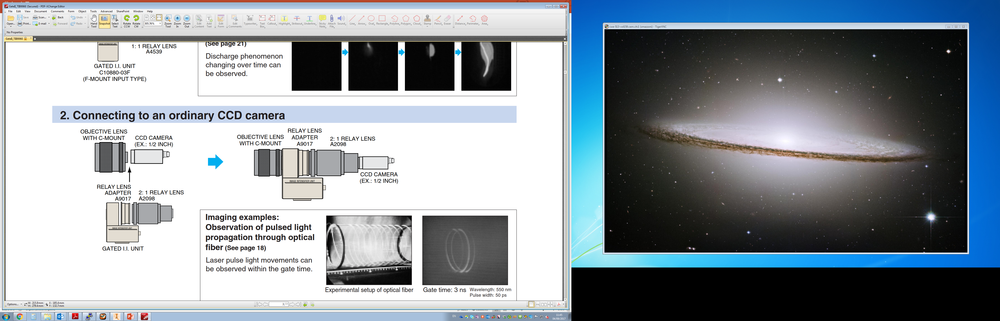 GateII_TII0006E (Secured) - PDF-XChange Editor
File Edit View Document Comments Form Object Tools Advanced SharePoint Window Help
Open... Save Print... Scan... E-mail Back Forward Undo Redo
Hand Tool
Snapshot
Select Text
Rotate CCW
Rotate CW
305.76%
Zoom Tool
Zoom In
Zoom Out
Edit Content
Add Text
Edit Form
Edit Comments
Typewriter
Text Box
Callout
Highlight
Strikeout
Underline
Sticky Note
Attach File
Sound
Line
Arrow
Oval
Rectangle
Polyline
Polygon
Cloud
Stamp
Pencil
Eraser
Distance
Perimeter
Area
No Properties
GateII_TII0006E
IMAGE INTENSIFIER UNIT
1: 1 RELAY LENS
A4539
GATED I.I. UNIT
C10880-03F
(F-MOUNT INPUT TYPE)
(See page 21)
Discharge phenomenon
changing over time can
be observed.
2. Connecting to an ordinary CCD camera
OBJECTIVE LENS
WITH C-MOUNT
CCD CAMERA
(EX.: 1/2 INCH)
RELAY LENS
ADAPTER
A9017
2: 1 RELAY LENS
A2098
IMAGE INTENSIFIER UNIT
GATED I.I. UNIT
OBJECTIVE LENS
WITH C-MOUNT
RELAY LENS
ADAPTER
A9017
2: 1 RELAY LENS
A2098
CCD CAMERA
(EX.: 1/2 INCH)
IMAGE INTENSIFIER UNIT
Imaging examples:
Observation of pulsed light
propagation through optical
fiber (See page 18)
Laser pulse light movements can
be observed within the gate time.
Experimental setup of optical fiber
Gate time: 3 ns
Wavelength: 550 nm
Pulse width: 50 ps
Options...
W: 215.9mm
H: 279.4mm
X: 185.4mm
Y: 132.7mm
3 / 23
EN
11:45
04/09/2017
cwe-513-vol159.cern.ch:1 (smazzoni) - TigerVNC